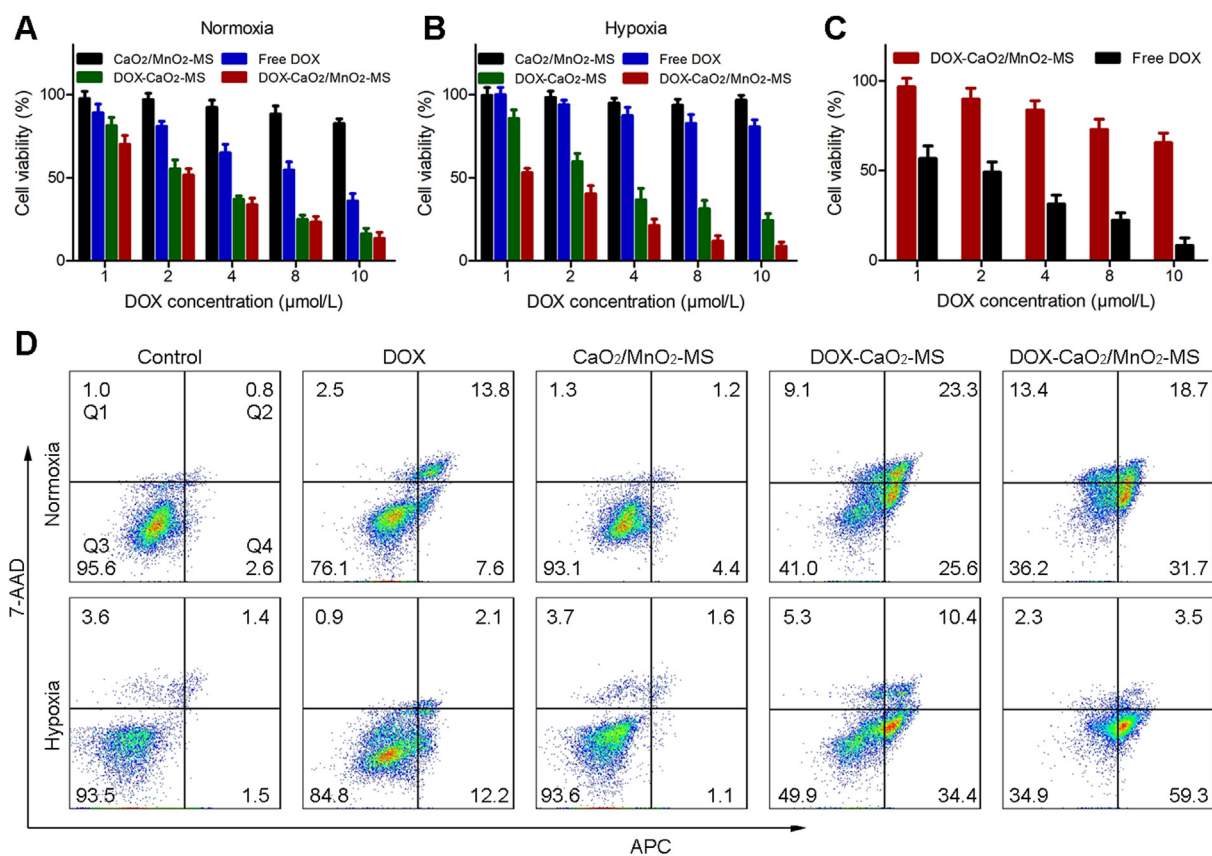 A
Normoxia
CaO₂/MnO₂-MS
Free DOX
DOX-CaO₂-MS
DOX-CaO₂/MnO₂-MS
Cell viability (%)
100
50
0
1 2 4 8 10
DOX concentration (μmol/L)
B
Hypoxia
CaO₂/MnO₂-MS
Free DOX
DOX-CaO₂-MS
DOX-CaO₂/MnO₂-MS
Cell viability (%)
100
50
0
1 2 4 8 10
DOX concentration (μmol/L)
C
DOX-CaO₂/MnO₂-MS
Free DOX
Cell viability (%)
100
50
0
1 2 4 8 10
DOX concentration (μmol/L)
D
Control DOX CaO₂/MnO₂-MS DOX-CaO₂-MS DOX-CaO₂/MnO₂-MS
7-AAD
Normoxia
1.0 0.8 2.5 13.8 1.3 1.2 9.1 23.3 13.4 18.7
Q1 Q2
Q3 Q4
95.6 2.6 76.1 7.6 93.1 4.4 41.0 25.6 36.2 31.7
Hypoxia
3.6 1.4 0.9 2.1 3.7 1.6 5.3 10.4 2.3 3.5
93.5 1.5 84.8 12.2 93.6 1.1 49.9 34.4 34.9 59.3
APC